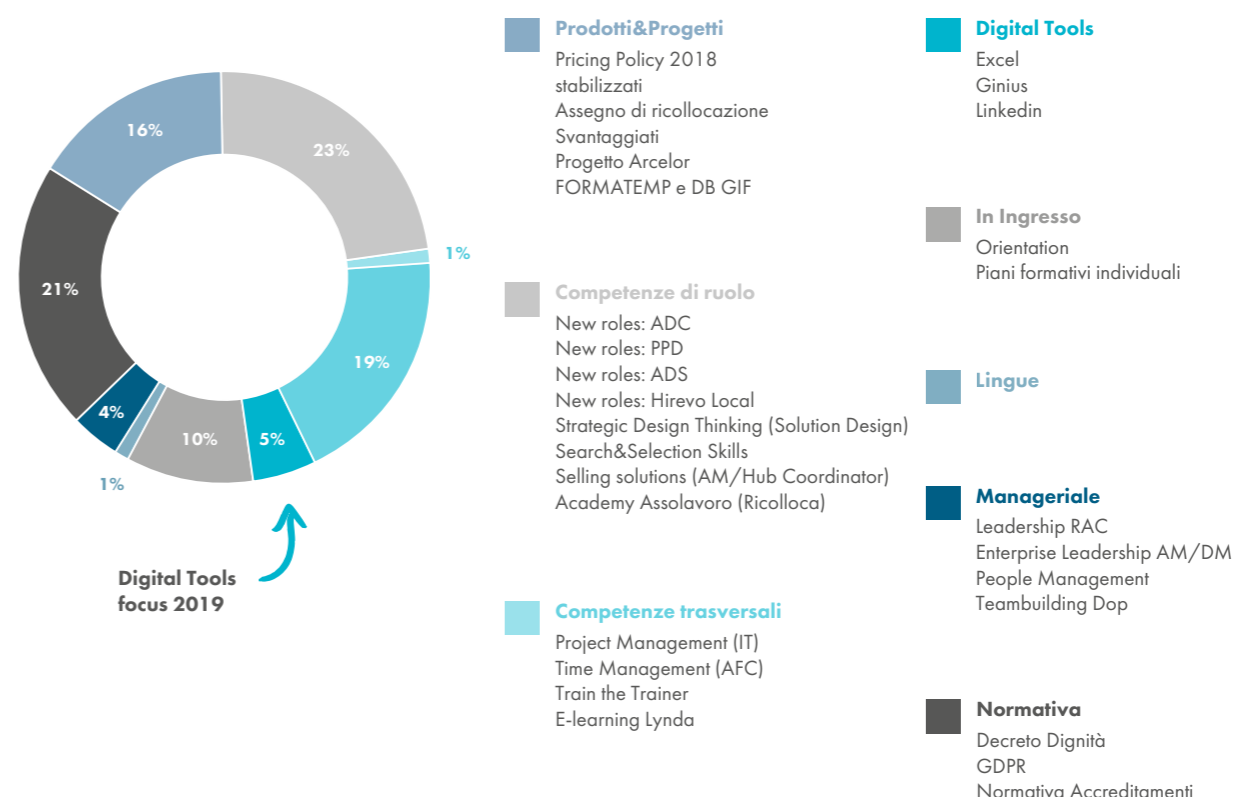 16%
23%
1%
21%
19%
4%
10%
5%
1%
Digital Tools
focus 2019
Prodotti&Progetti
Pricing Policy 2018
stabilizzati
Assegno di ricollocazione
Svantaggiati
Progetto Arcelor
FORMATEMP e DB GIF
Competenze di ruolo
New roles: ADC
New roles: PPD
New roles: ADS
New roles: Hirevo Local
Strategic Design Thinking (Solution Design)
Search&Selection Skills
Selling solutions (AM/Hub Coordinator)
Academy Assolavoro (Ricolloca)
Competenze trasversali
Project Management (IT)
Time Management (AFC)
Train the Trainer
E-learning Lynda
Digital Tools
Excel
Ginius
Linkedin
In Ingresso
Orientation
Piani formativi individuali
Lingue
Manageriale
Leadership RAC
Enterprise Leadership AM/DM
People Management
Teambuilding Dop
Normativa
Decreto Dignità
GDPR
Normativa Accreditamenti